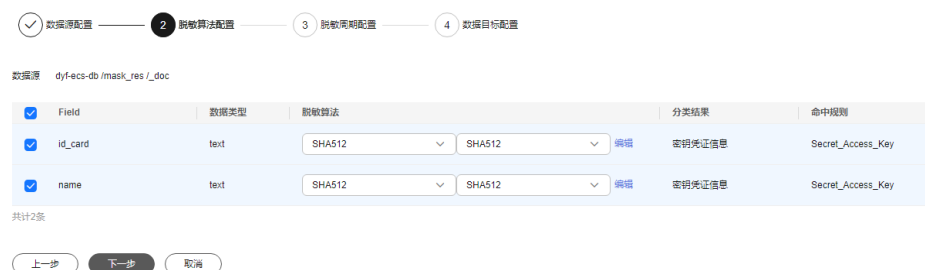 数据源配置 2 脱敏算法配置 3 脱敏周期配置 4 数据目标配置
数据源 dyf-ecs-db /mask_res /_doc
Field 数据类型 脱敏算法 分类结果 命中规则
id_card text SHA512 SHA512 编辑 密钥凭证信息 Secret_Access_Key
name text SHA512 SHA512 编辑 密钥凭证信息 Secret_Access_Key
共计2条
上一步 下一步 取消